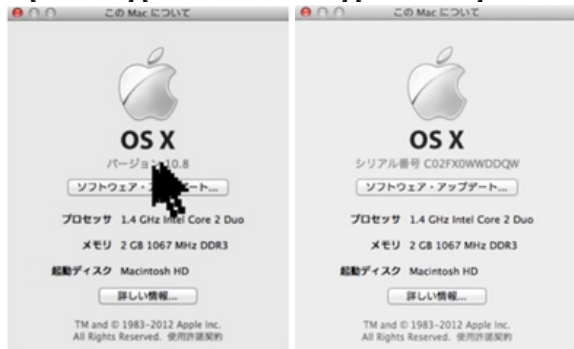 この Mac について
OS X
バージョン 10.8
ソフトウェア・アップデート...
プロセッサ 1.4 GHz Intel Core 2 Duo
メモリ 2 GB 1067 MHz DDR3
起動ディスク Macintosh HD
詳しい情報...
TM and © 1983-2012 Apple Inc.
All Rights Reserved. 使用許諾契約
この Mac について
OS X
シリアル番号 C02FX0WWDDQW
ソフトウェア・アップデート...
プロセッサ 1.4 GHz Intel Core 2 Duo
メモリ 2 GB 1067 MHz DDR3
起動ディスク Macintosh HD
詳しい情報...
TM and © 1983-2012 Apple Inc.
All Rights Reserved. 使用許諾契約